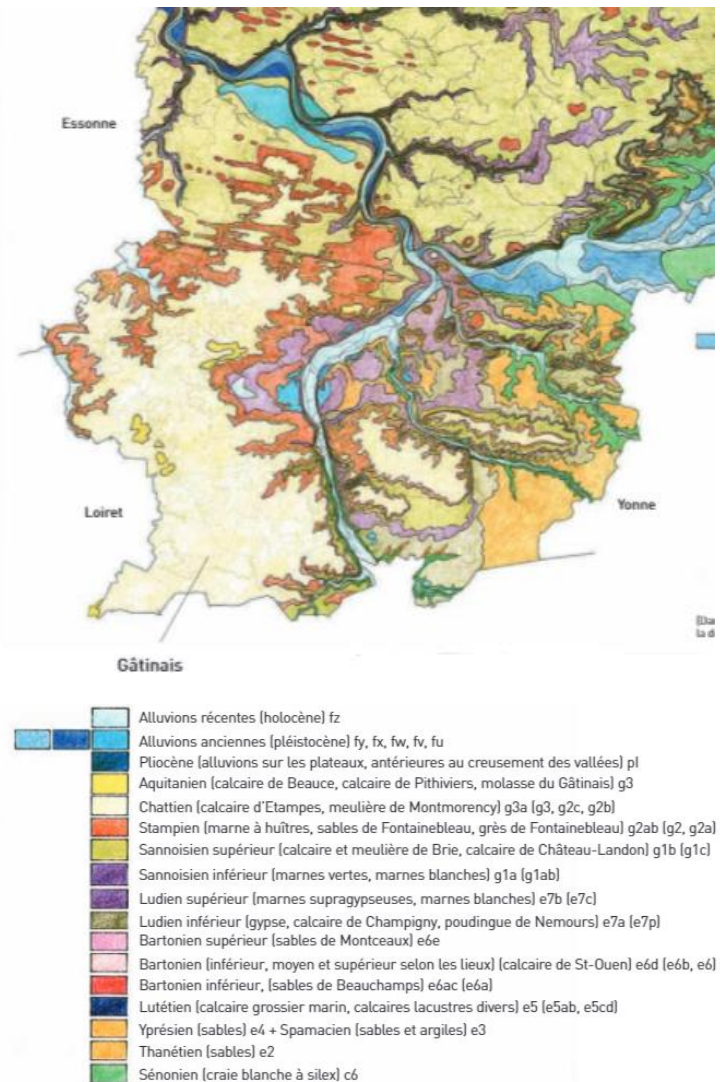 Essonne
Loiret
Yonne
Gâtinais
la d
Alluvions récentes (holocène) fz
Alluvions anciennes (pléistocène) fy, fx, fw, fv, fu
Pliocène (alluvions sur les plateaux, antérieures au creusement des vallées) pl
Aquitanien (calcaire de Beauce, calcaire de Pithiviers, molasse du Gâtinais) g3
Chattien (calcaire d'Etampes, meulière de Montmorency) g3a (g3, g2c, g2b)
Stampien (marne à huîtres, sables de Fontainebleau, grès de Fontainebleau) g2ab (g2, g2a)
Sannoisien supérieur (calcaire et meulière de Brie, calcaire de Château-Landon) g1b (g1c)
Sannoisien inférieur (marnes vertes, marnes blanches) g1a (g1ab)
Ludien supérieur (marnes supragypseuses, marnes blanches) e7b (e7c)
Ludien inférieur (gypse, calcaire de Champigny, poudingue de Nemours) e7a (e7p)
Bartonien supérieur (sables de Montceaux) e6e
Bartonien (inférieur, moyen et supérieur selon les lieux) (calcaire de St-Ouen) e6d (e6b, e6)
Bartonien inférieur, (sables de Beauchamps) e6ac (e6a)
Lutétien (calcaire grossier marin, calcaires lacustres divers) e5 (e5ab, e5cd)
Yprésien (sables) e4 + Sparnacien (sables et argiles) e3
Thanétien (sables) e2
Sénonien (craie blanche à silex) c6